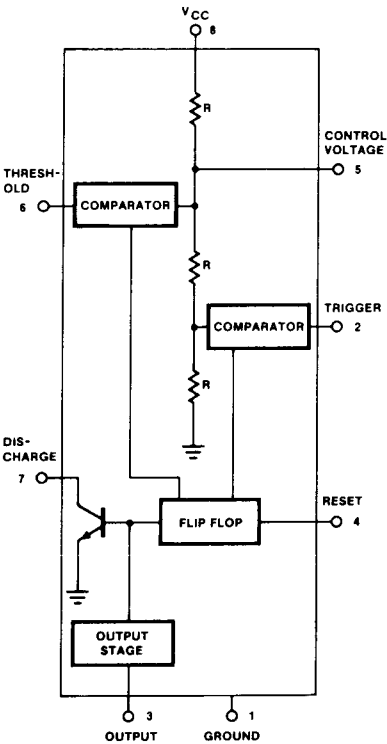 VCC
8
R
CONTROL
VOLTAGE
5
THRESH-
OLD
6
COMPARATOR
R
TRIGGER
COMPARATOR
2
R
DIS-
CHARGE
7
RESET
FLIP FLOP
4
OUTPUT
STAGE
3
1
OUTPUT
GROUND